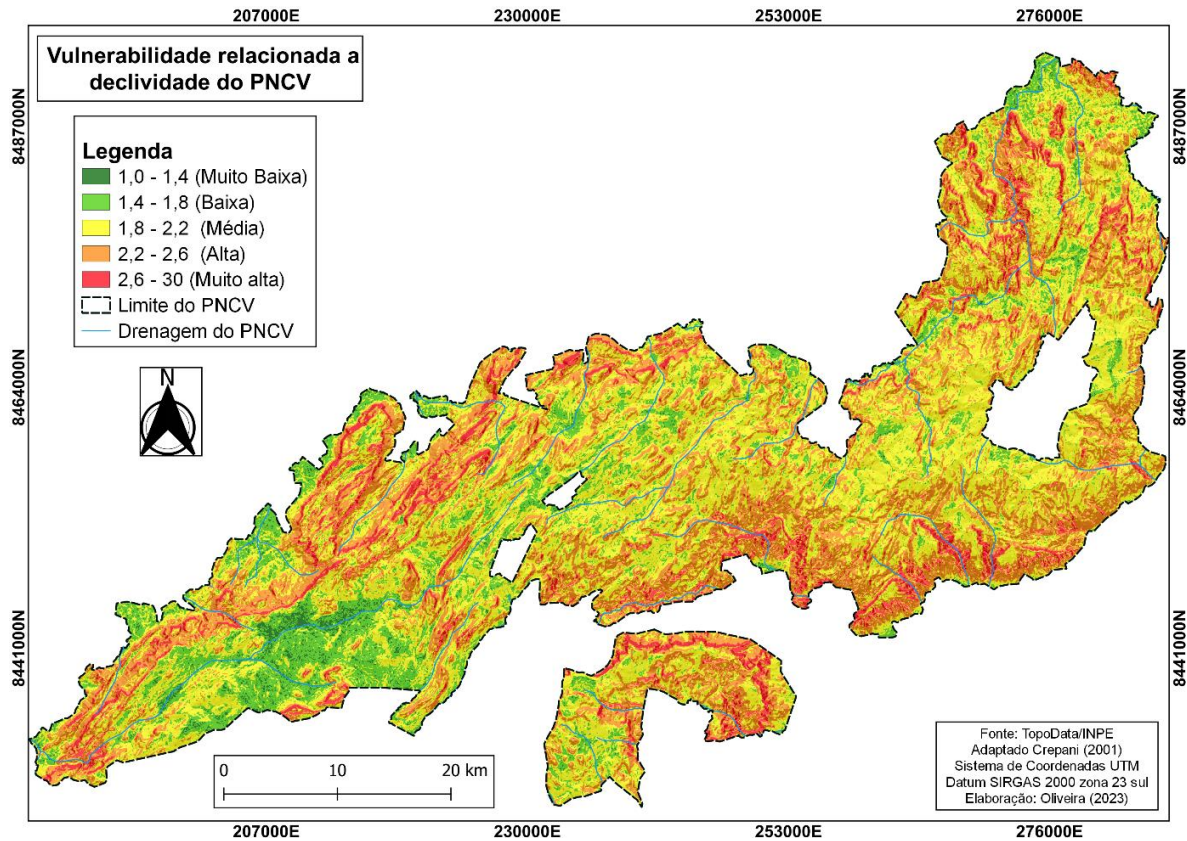 207000E 230000E 253000E 276000E
Vulnerabilidade relacionada a
declividade do PNCV
8487000N 8487000N
Legenda
1,0 - 1,4 (Muito Baixa)
1,4 - 1,8 (Baixa)
1,8 - 2,2 (Média)
2,2 - 2,6 (Alta)
2,6 - 30 (Muito alta)
Limite do PNCV
Drenagem do PNCV
N
8464000N 8464000N
8441000N 8441000N
0 10 20 km
Fonte: TopoData/INPE
Adaptado Crepani (2001)
Sistema de Coordenadas UTM
Datum SIRGAS 2000 zona 23 sul
Elaboração: Oliveira (2023)
207000E 230000E 253000E 276000E